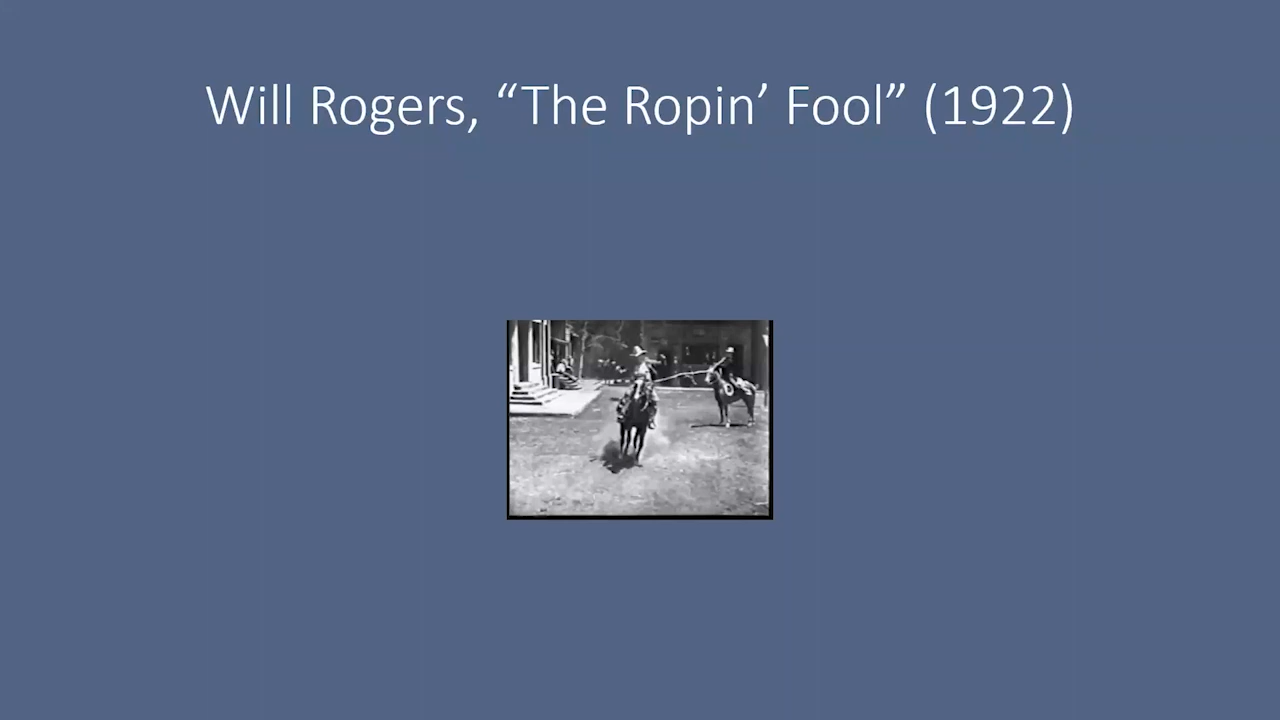 Will Rogers, “The Ropin’ Fool” (1922)